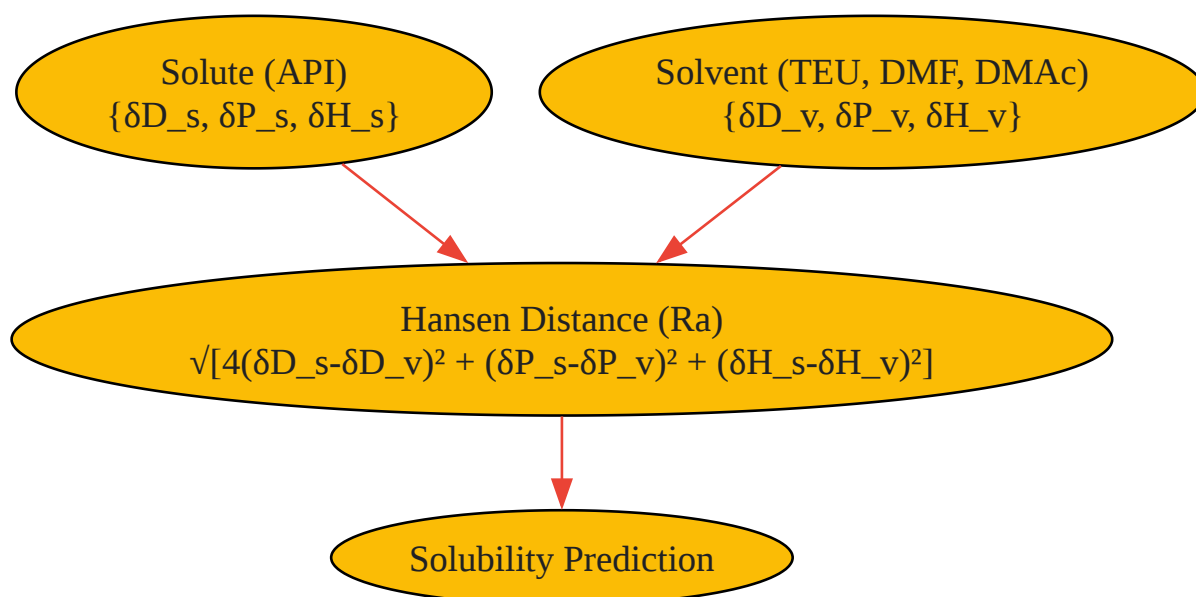 Solute (API)
{δD_s, δP_s, δH_s}
Solvent (TEU, DMF, DMAc)
{δD_v, δP_v, δH_v}
Hansen Distance (Ra)
√[4(δD_s-δD_v)² + (δP_s-δP_v)² + (δH_s-δH_v)²]
Solubility Prediction